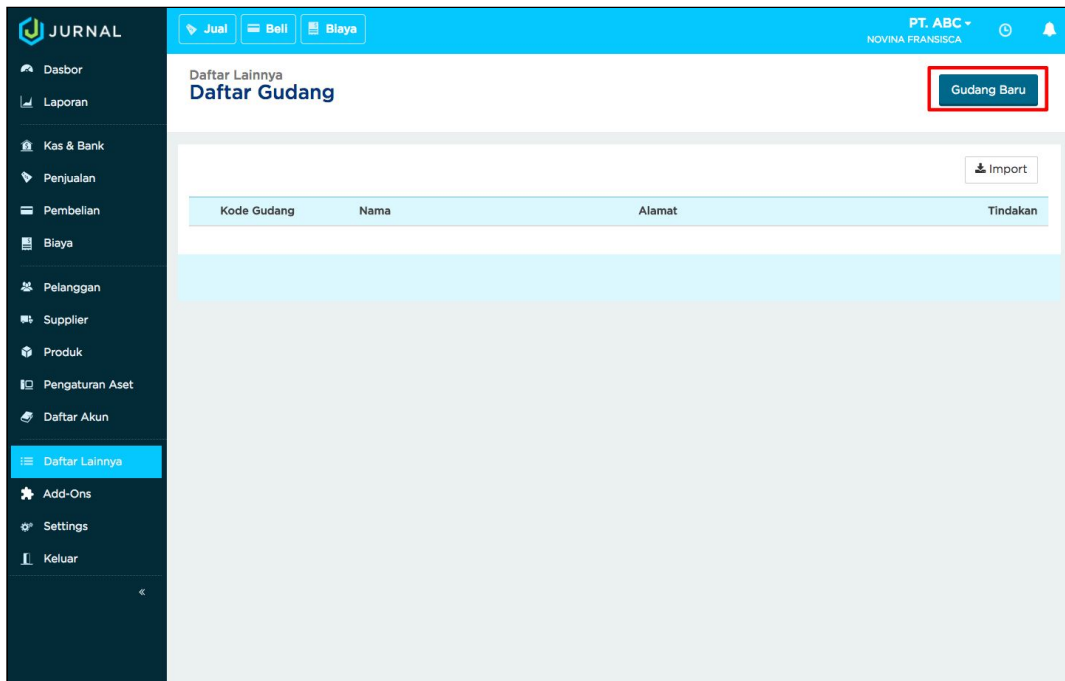 JURNAL
Jual Beli Biaya
PT. ABC
NOVINA FRANSISCA
Dasbor
Laporan
Kas & Bank
Penjualan
Pembelian
Biaya
Pelanggan
Supplier
Produk
Pengaturan Aset
Daftar Akun
Daftar Lainnya
Add-Ons
Settings
Keluar
«
Daftar Lainnya
Daftar Gudang
Gudang Baru
Import
Kode Gudang Nama Alamat Tindakan